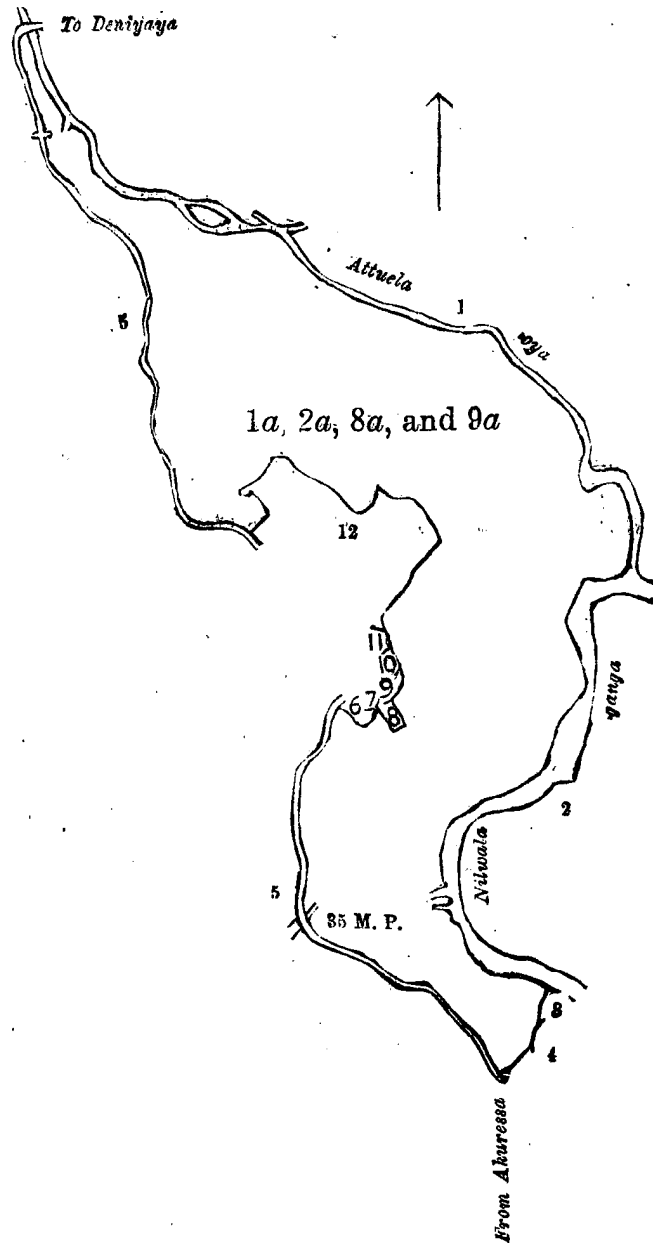 To Deniyaya
Attuela
1
oya
5
1a, 2a, 8a, and 9a
12
11
10
9
6 7
8
ganga
2
Nilwala
5
35 M. P.
3
4
From Akuressa